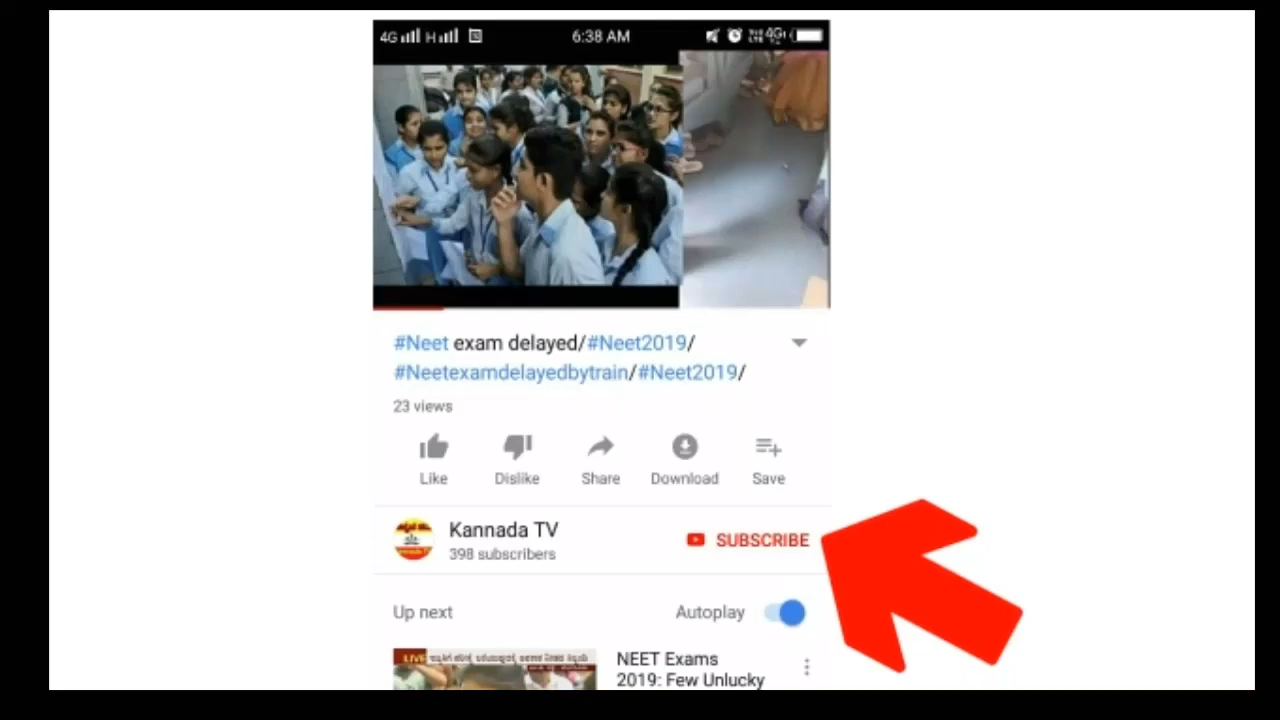 4G H 6:38 AM 4G
#Neet exam delayed/#Neet2019/
#Neetexamdelayedbytrain/#Neet2019/
23 views
Like Dislike Share Download Save
Kannada TV
398 subscribers
SUBSCRIBE
Up next Autoplay
LIVE
NEET Exams
2019: Few Unlucky